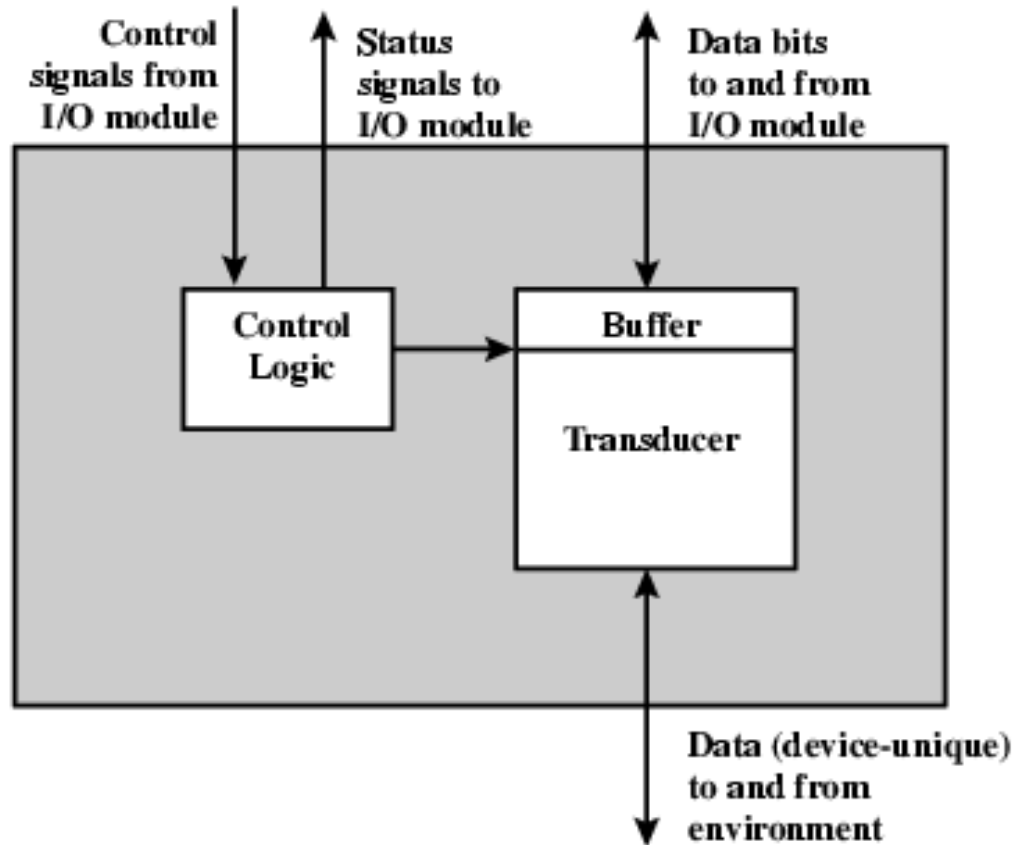 Control
signals from
I/O module
Status
signals to
I/O module
Data bits
to and from
I/O module
Control
Logic
Buffer
Transducer
Data (device-unique)
to and from
environment